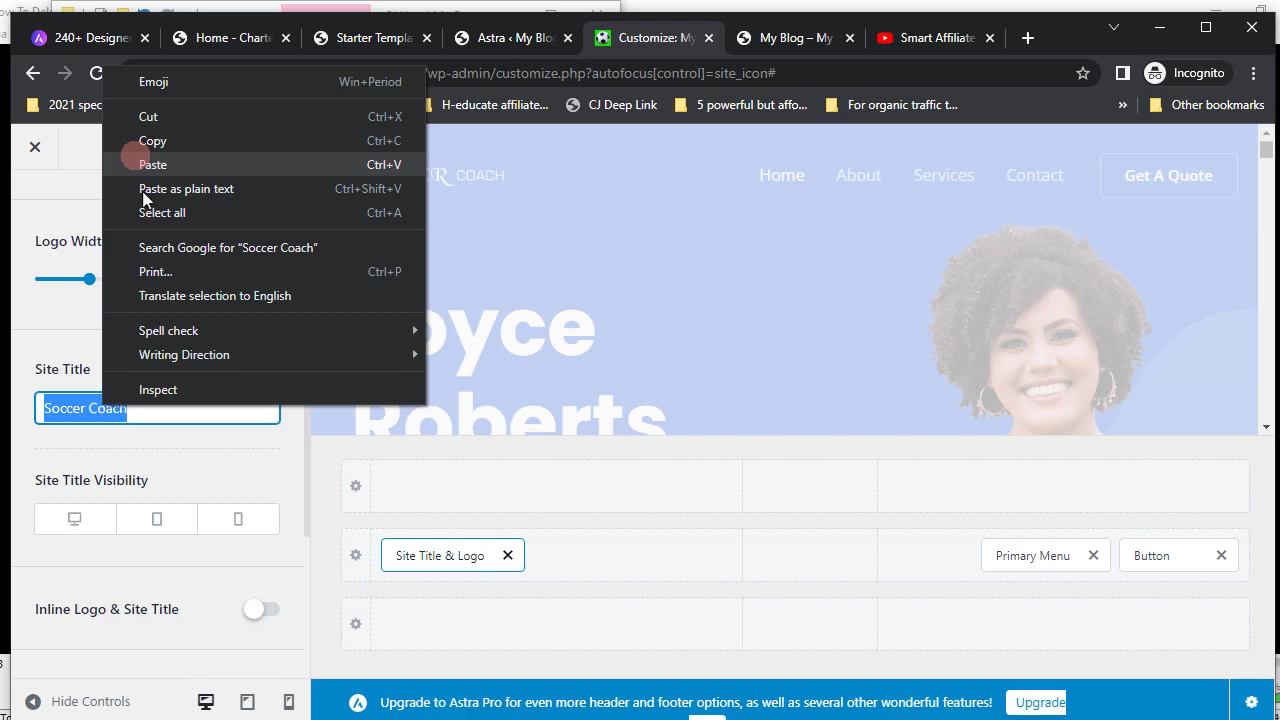 240+ Designer
Home - Charte
Starter Templa
Astra ‹ My Blo
Customize: My
My Blog – My
Smart Affiliate
/wp-admin/customize.php?autofocus[control]=site_icon#
Incognito
2021 spec
H-educate affiliate...
CJ Deep Link
5 powerful but affo...
For organic traffic t...
»
Other bookmarks
Emoji Win+Period
Cut Ctrl+X
Copy Ctrl+C
Paste Ctrl+V
Paste as plain text Ctrl+Shift+V
Select all Ctrl+A
Search Google for “Soccer Coach”
Print... Ctrl+P
Translate selection to English
Spell check
Writing Direction
Inspect
R COACH
Home
About
Services
Contact
Get A Quote
oyce
Roberts
Logo Widt
Site Title
Soccer Coach
Site Title Visibility
Inline Logo & Site Title
Hide Controls
Site Title & Logo
Primary Menu
Button
Upgrade to Astra Pro for even more header and footer options, as well as several other wonderful features!
Upgrade